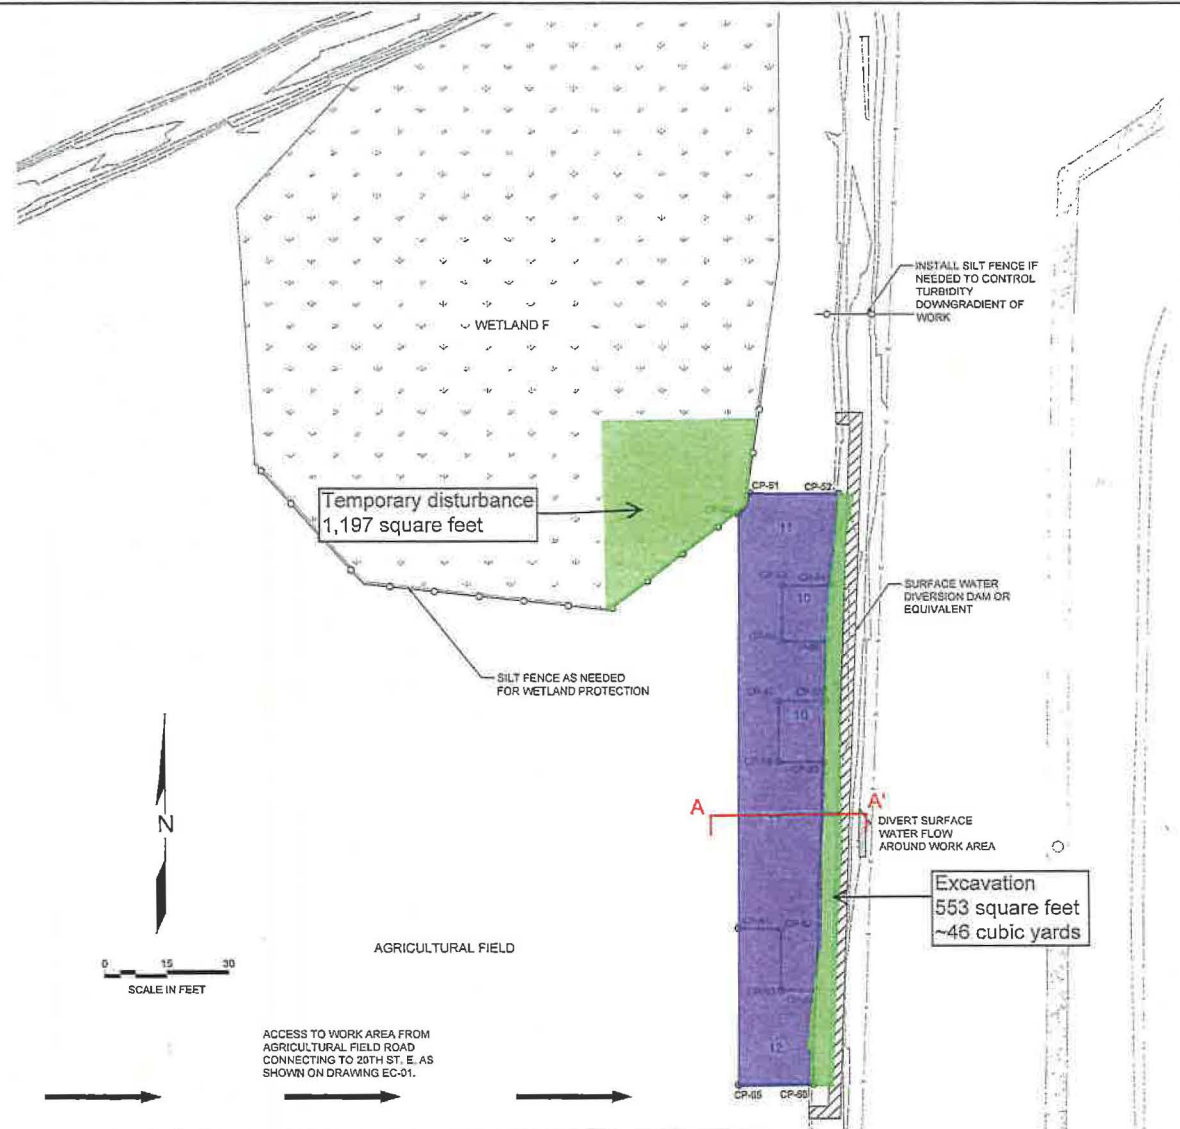 INSTALL SILT FENCE IF
NEEDED TO CONTROL
TURBIDITY
DOWNGRADIENT OF
WORK
WETLAND F
Temporary disturbance
1,197 square feet
CP-51
CP-52
11
10
SURFACE WATER
DIVERSION DAM OR
EQUIVALENT
SILT FENCE AS NEEDED
FOR WETLAND PROTECTION
10
A
A'
DIVERT SURFACE
WATER FLOW
AROUND WORK AREA
Excavation
553 square feet
~46 cubic yards
N
AGRICULTURAL FIELD
0 15 30
SCALE IN FEET
ACCESS TO WORK AREA FROM
AGRICULTURAL FIELD ROAD
CONNECTING TO 20TH ST. E. AS
SHOWN ON DRAWING EC-01.
12